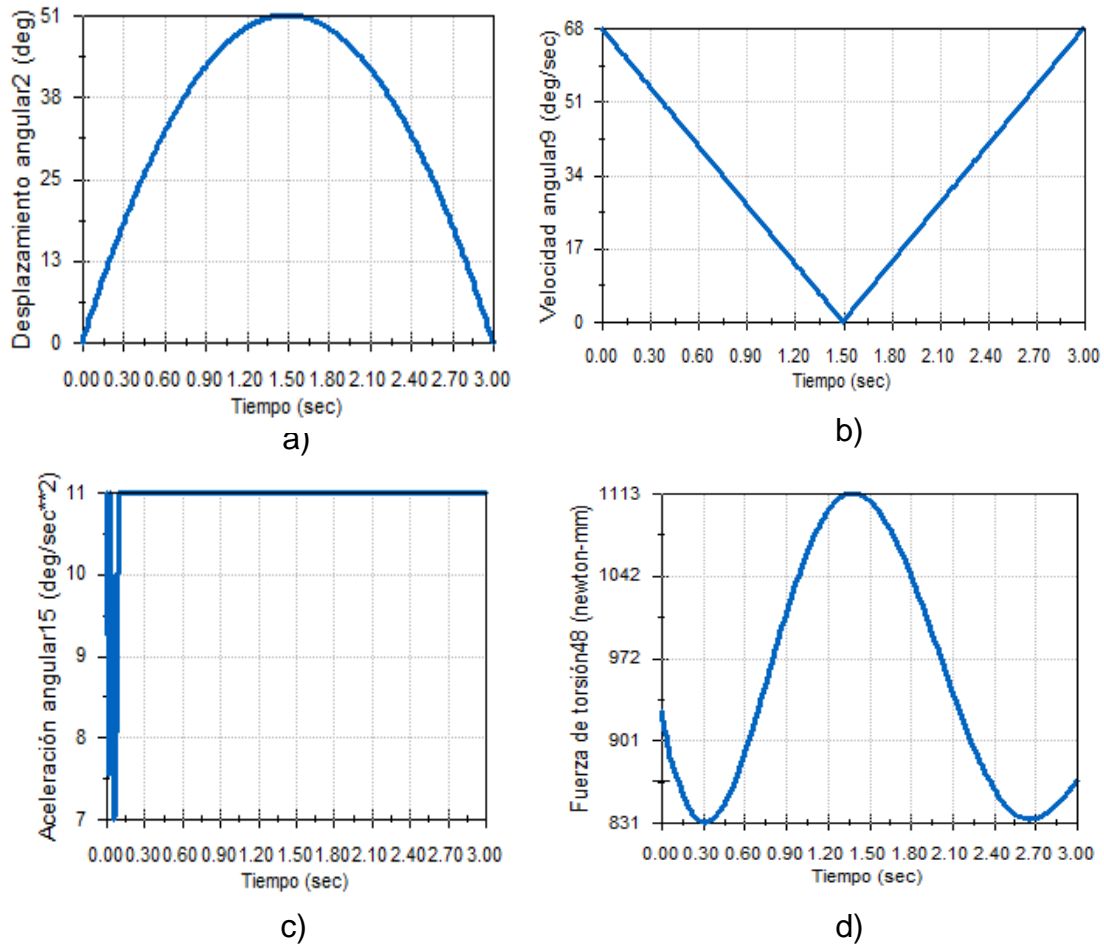 Desplazamiento angular2 (deg)
51
38
25
13
0
0.00 0.30 0.60 0.90 1.20 1.50 1.80 2.10 2.40 2.70 3.00
Tiempo (sec)
a)
Velocidad angular9 (deg/sec)
68
51
34
17
0
0.00 0.30 0.60 0.90 1.20 1.50 1.80 2.10 2.40 2.70 3.00
Tiempo (sec)
b)
Aceleración angular15 (deg/sec**2)
11
10
9
8
7
0.00 0.30 0.60 0.90 1.20 1.50 1.80 2.10 2.40 2.70 3.00
Tiempo (sec)
c)
Fuerza de torsión48 (newton-mm)
1113
1042
972
901
831
0.00 0.30 0.60 0.90 1.20 1.50 1.80 2.10 2.40 2.70 3.00
Tiempo (sec)
d)